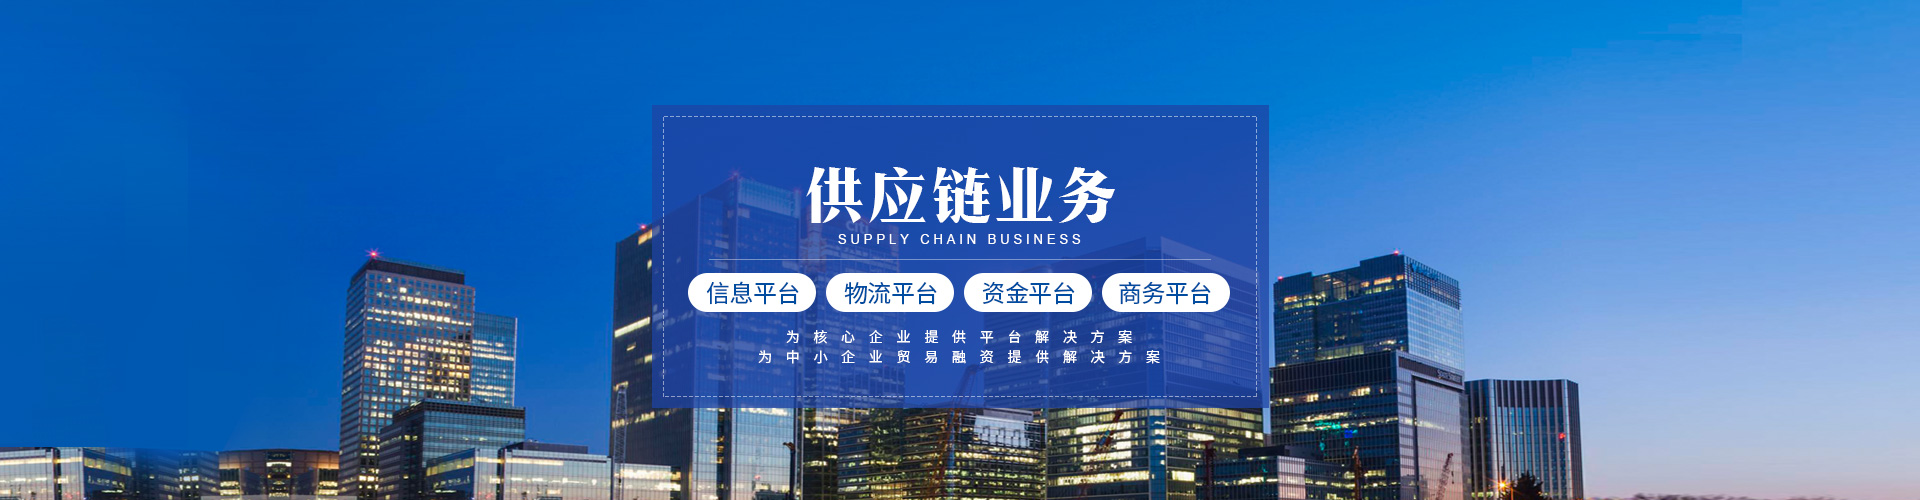 供应链业务
SUPPLY CHAIN BUSINESS
信息平台 物流平台 资金平台 商务平台
为核心企业提供平台解决方案
为中小企业贸易融资提供解决方案